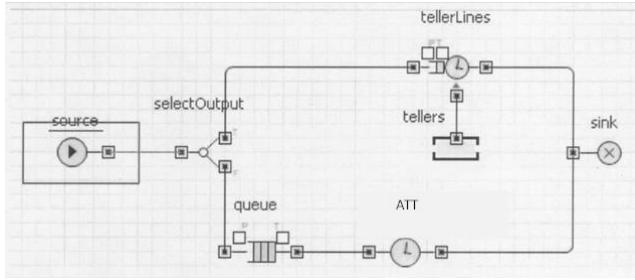 tellerLines
P T
selectOutput
T
source
tellers
sink
F
queue
ATT
P
T